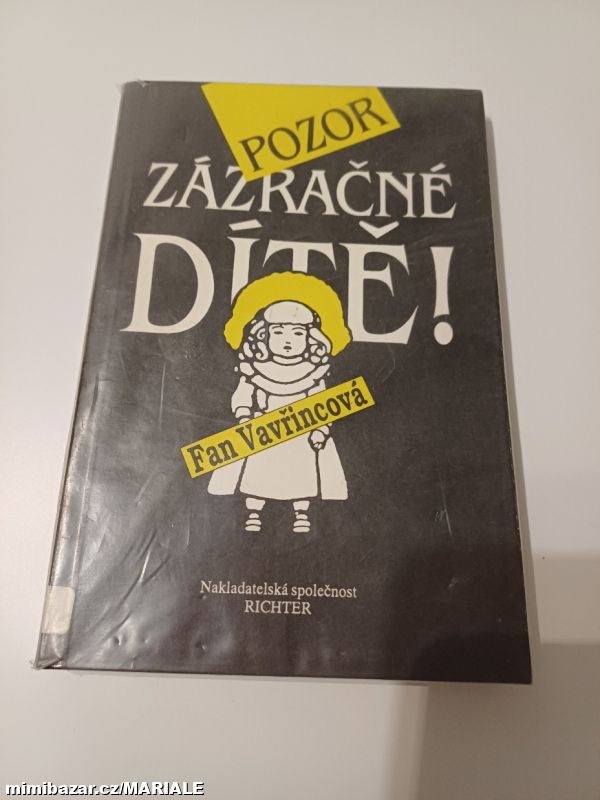 POZOR
ZÁZRAČNÉ
DÍTĚ!
Fan Vavřincová
Nakladatelská společnost
RICHTER
mimibazar.cz/MARIALE